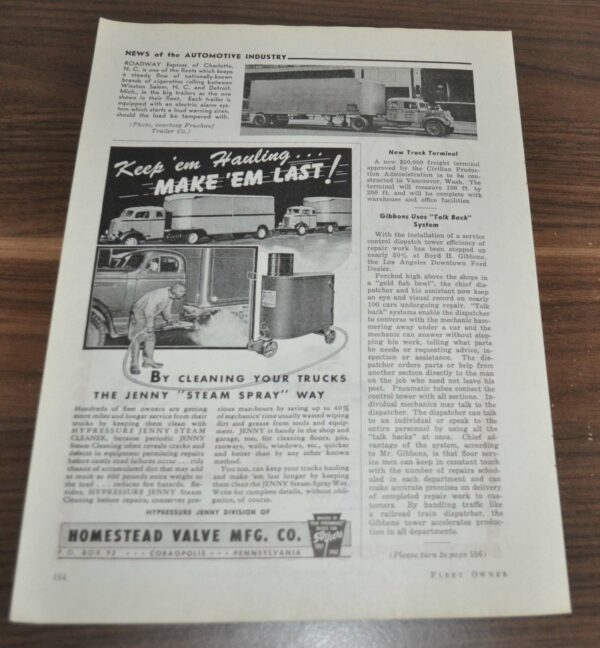 NEWS of the AUTOMOTIVE INDUSTRY
ROADWAY Express of Charlotte,
N. C. is one of the fleets which keeps
a steady flow of nationally-known
brands of cigarettes rolling between
Winston Salem, N. C. and Detroit,
Mich., in the big trailers as the one
shown in their fleet. Each trailer is
equipped with an electric alarm sys-
tem which starts a loud warning siren,
should the load be tampered with.
(Photo, courtesy Fruehauf
Trailer Co.)
Keep 'em Hauling...
MAKE 'EM LAST!
BY CLEANING YOUR TRUCKS
THE JENNY "STEAM SPRAY" WAY
Hundreds of fleet owners are getting
more miles and longer service from their
trucks by keeping them clean with
HYPRESSURE JENNY STEAM
CLEANER, because periodic JENNY
Steam Cleaning often reveals cracks and
defects in equipment permitting repairs
before costly road failures occur ... rids
chassis of accumulated dirt that may add
as much as 400 pounds extra weight to
the load ... reduces fire hazards. Be-
sides, HYPRESSURE JENNY Steam
Cleaning before repairs, conserves pre-
cious man-hours by saving up to 40%
of mechanics' time usually wasted wiping
dirt and grease from tools and equip-
ment. JENNY is handy in the shop and
garage, too, for cleaning floors, pits,
runways, walls, windows, etc., quicker
and better than by any other known
method.
You too, can keep your trucks hauling
and make 'em last longer by keeping
them clean the JENNY Steam-Spray Way.
Write for complete details, without obli-
gation, of course.
HYPRESSURE JENNY DIVISION OF
HOMESTEAD VALVE MFG. CO.
P. O. BOX 92 --- CORAOPOLIS --- PENNSYLVANIA
New Truck Terminal
A new $50,000 freight terminal
approved by the Civilian Produc-
tion Administration is to be con-
structed in Vancouver, Wash. The
terminal will measure 100 ft. by
200 ft. and will be complete with
warehouse and office facilities.
Gibbons Uses "Talk Back"
System
With the installation of a service
control dispatch tower efficiency of
repair work has been stepped up
nearly 50% at Boyd H. Gibbons,
the Los Angeles Downtown Ford
Dealer.
Perched high above the shops in
a "gold fish bowl", the chief dis-
patcher and his assistant now keep
an eye and visual record on nearly
100 cars undergoing repair. "Talk
back" systems enable the dispatcher
to converse with the mechanic ham-
mering away under a car and the
mechanic can answer without stop-
ping his work, telling what parts
he needs or requesting advice, in-
spection or assistance. The dis-
patcher orders parts or help from
another section directly to the man
on the job who need not leave his
post. Pneumatic tubes connect the
control tower with all sections. In-
dividual mechanics may talk to the
dispatcher. The dispatcher can talk
to an individual or speak to the
entire personnel by using all the
"talk backs" at once. Chief ad-
vantage of the system, according
to Mr. Gibbons, is that floor serv-
ice men can keep in constant touch
with the number of repairs sched-
uled in each department and can
make accurate promises on delivery
of completed repair work to cus-
tomers. By handling traffic like
a railroad train dispatcher, the
Gibbons tower accelerates produc-
tion in all departments.
(Please turn to page 156)
154
FLEET OWNER